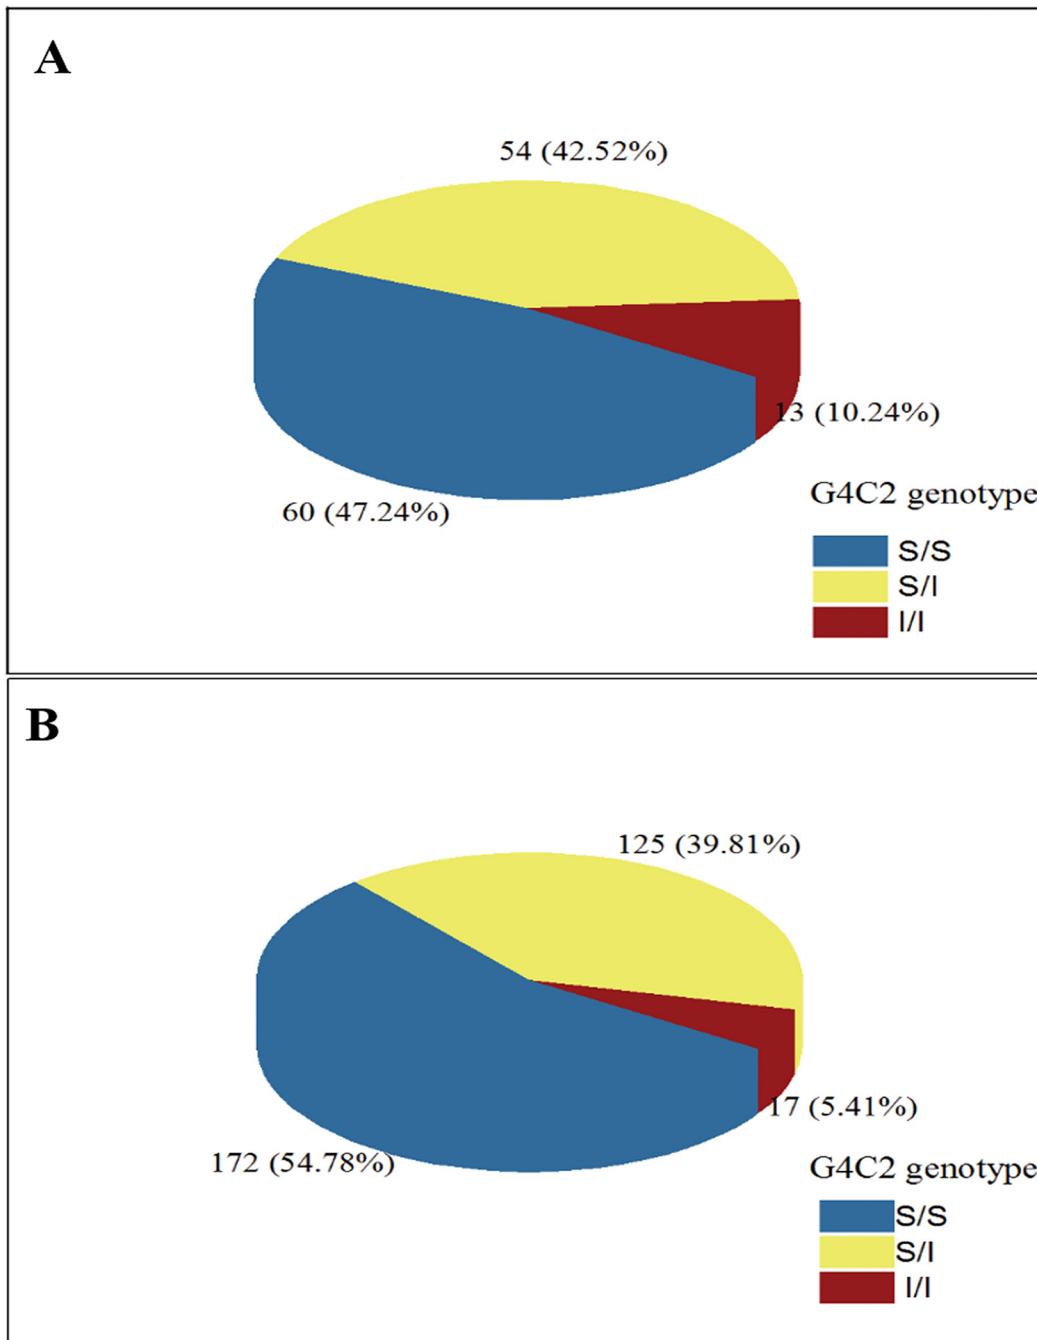 A
54 (42.52%)
13 (10.24%)
60 (47.24%)
G4C2 genotype
S/S
S/I
I/I
B
125 (39.81%)
17 (5.41%)
172 (54.78%)
G4C2 genotype
S/S
S/I
I/I